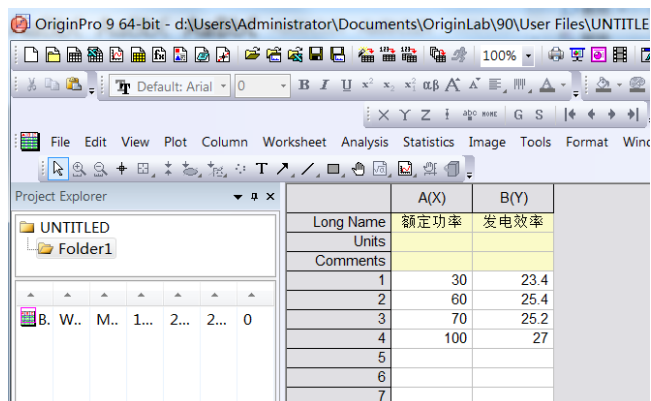 OriginPro 9 64-bit - d:\Users\Administrator\Documents\OriginLab\90\User Files\UNTITLE
100%
Default: Arial 0 B I U x² x₂ αβ A A A
X Y Z G S
File Edit View Plot Column Worksheet Analysis Statistics Image Tools Format Wind
T
Project Explorer
UNTITLED
Folder1
B. W.. M.. 1... 2... 2... 0
A(X) B(Y)
Long Name 额定功率 发电效率
Units
Comments
1 30 23.4
2 60 25.4
3 70 25.2
4 100 27
5
6
7